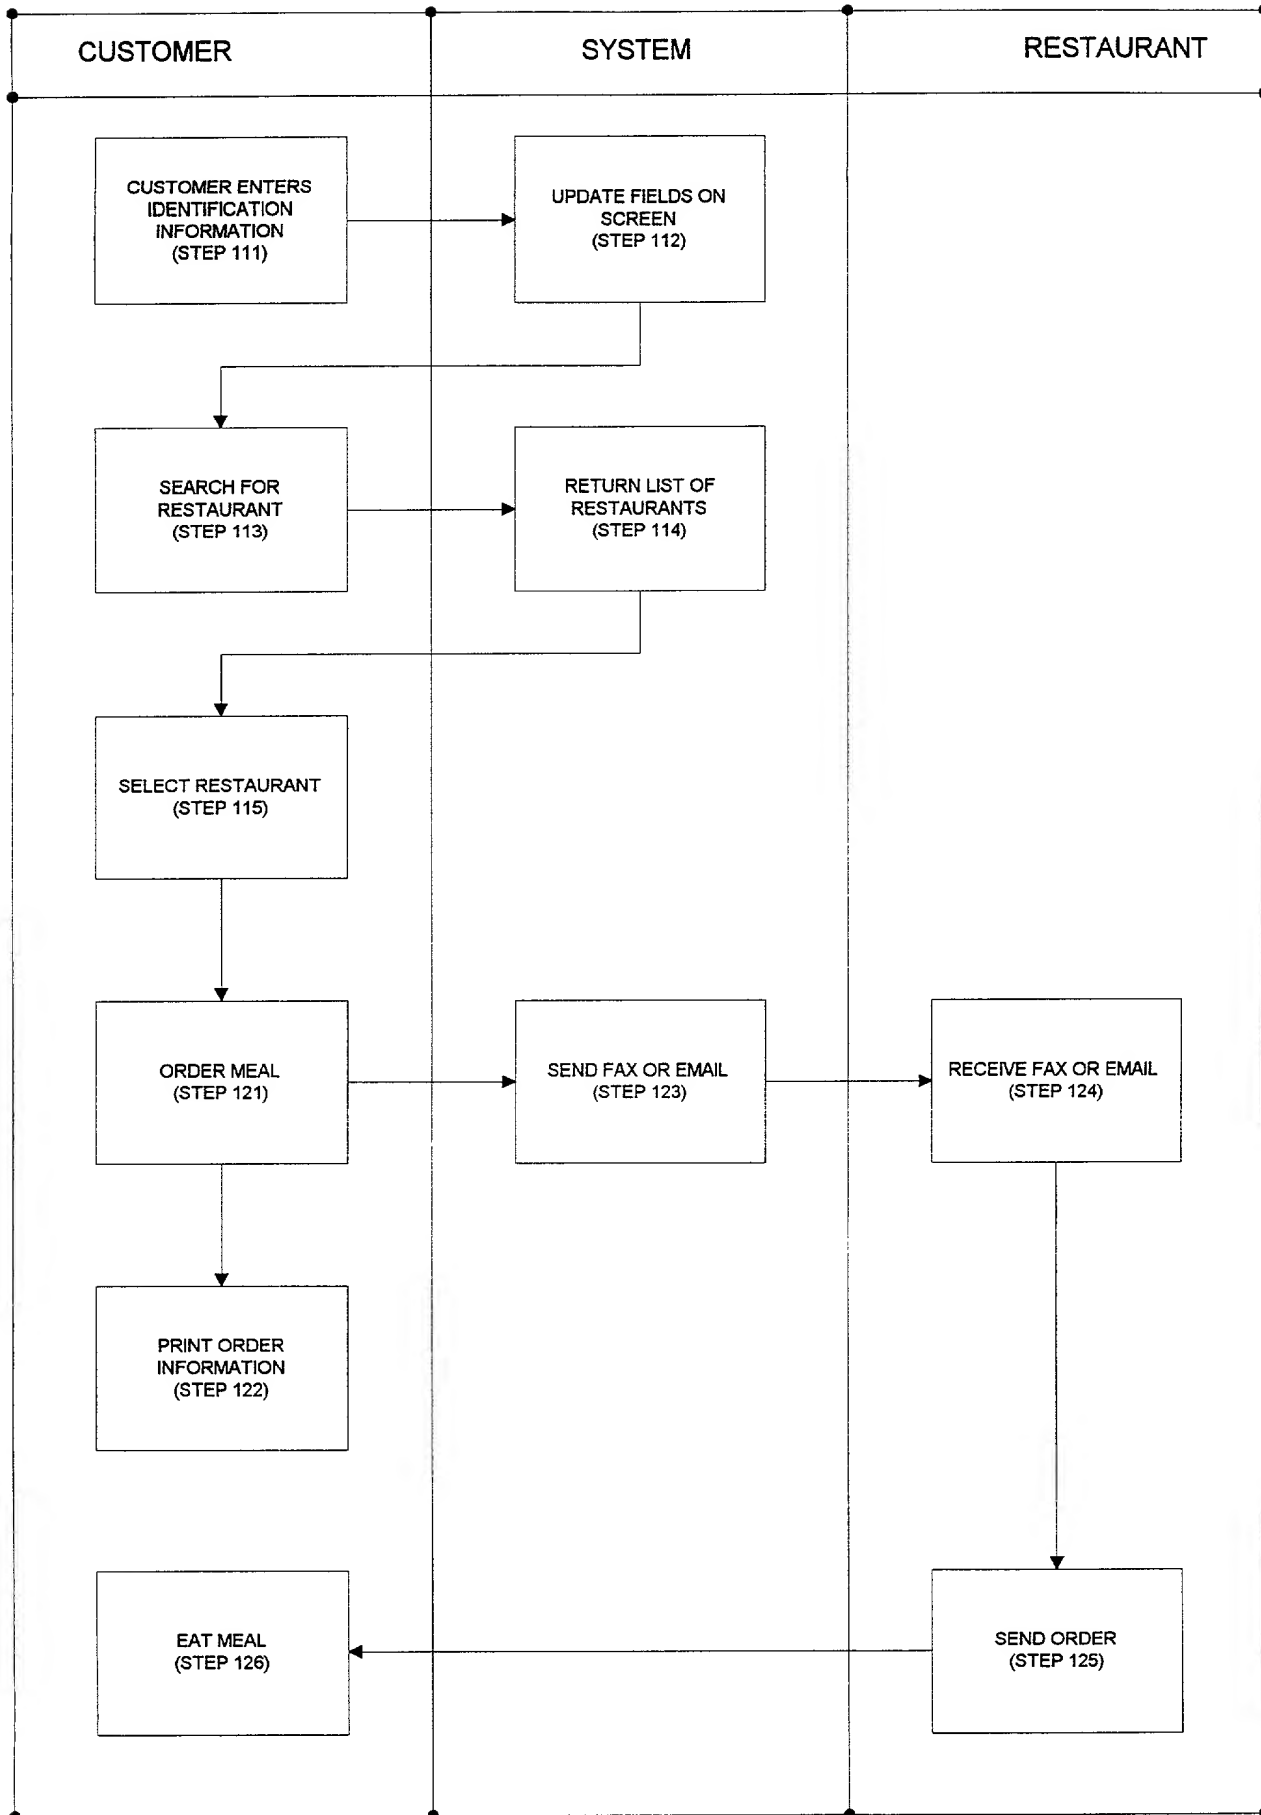 CUSTOMER
SYSTEM
RESTAURANT
CUSTOMER ENTERS
IDENTIFICATION
INFORMATION
(STEP 111)
UPDATE FIELDS ON
SCREEN
(STEP 112)
SEARCH FOR
RESTAURANT
(STEP 113)
RETURN LIST OF
RESTAURANTS
(STEP 114)
SELECT RESTAURANT
(STEP 115)
ORDER MEAL
(STEP 121)
SEND FAX OR EMAIL
(STEP 123)
RECEIVE FAX OR EMAIL
(STEP 124)
PRINT ORDER
INFORMATION
(STEP 122)
EAT MEAL
(STEP 126)
SEND ORDER
(STEP 125)